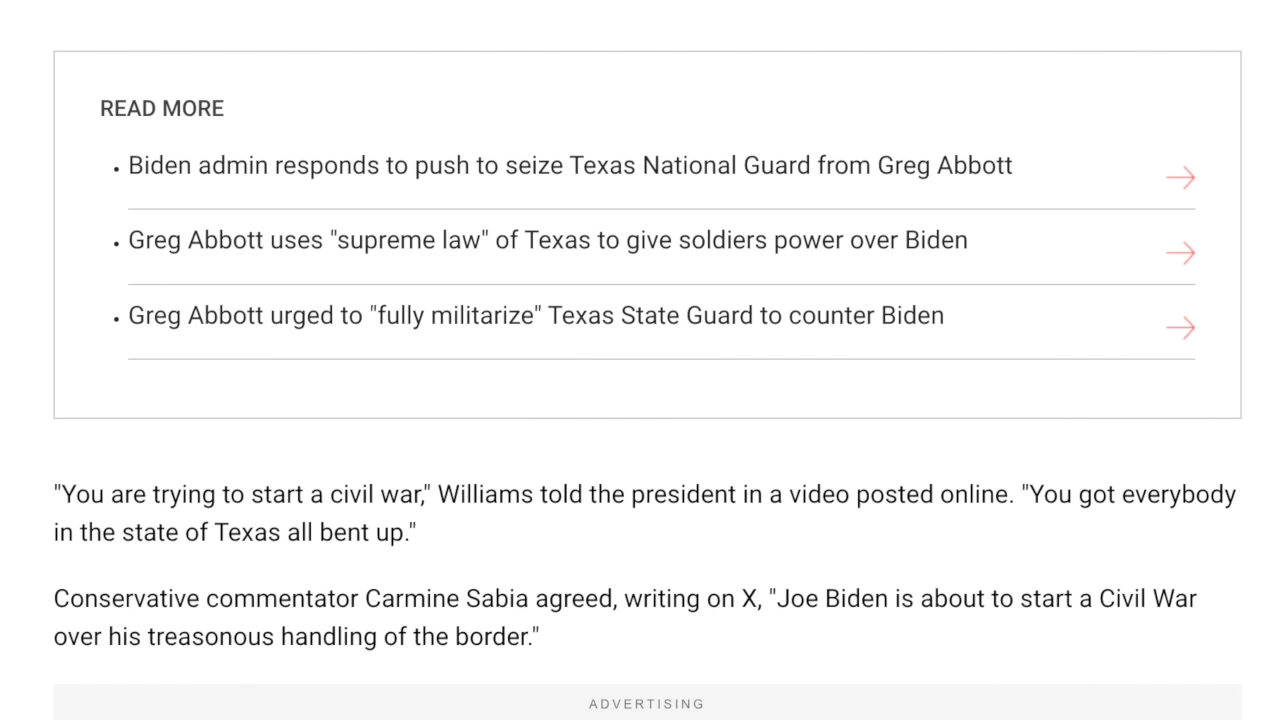 READ MORE
• Biden admin responds to push to seize Texas National Guard from Greg Abbott
• Greg Abbott uses "supreme law" of Texas to give soldiers power over Biden
• Greg Abbott urged to "fully militarize" Texas State Guard to counter Biden
"You are trying to start a civil war," Williams told the president in a video posted online. "You got everybody
in the state of Texas all bent up."
Conservative commentator Carmine Sabia agreed, writing on X, "Joe Biden is about to start a Civil War
over his treasonous handling of the border."
ADVERTISING